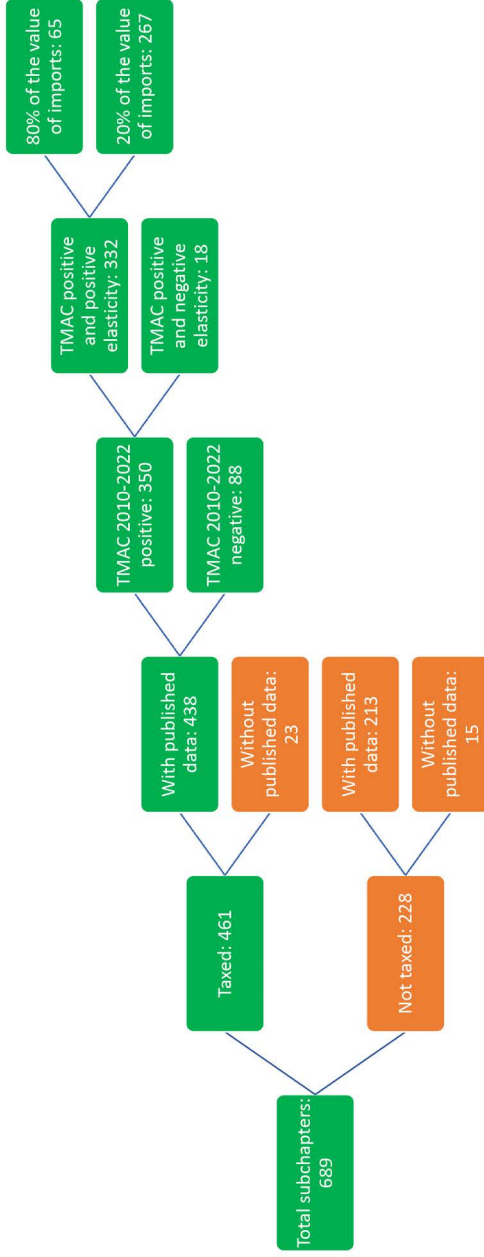 Total subchapters:
689
Taxed: 461
Not taxed: 228
With published
data: 438
Without
published data:
23
With published
data: 213
Without
published data:
15
TMAC 2010-2022
positive: 350
TMAC 2010-2022
negative: 88
TMAC positive
and positive
elasticity: 332
TMAC positive
and negative
elasticity: 18
80% of the value
of imports: 65
20% of the value
of imports: 267